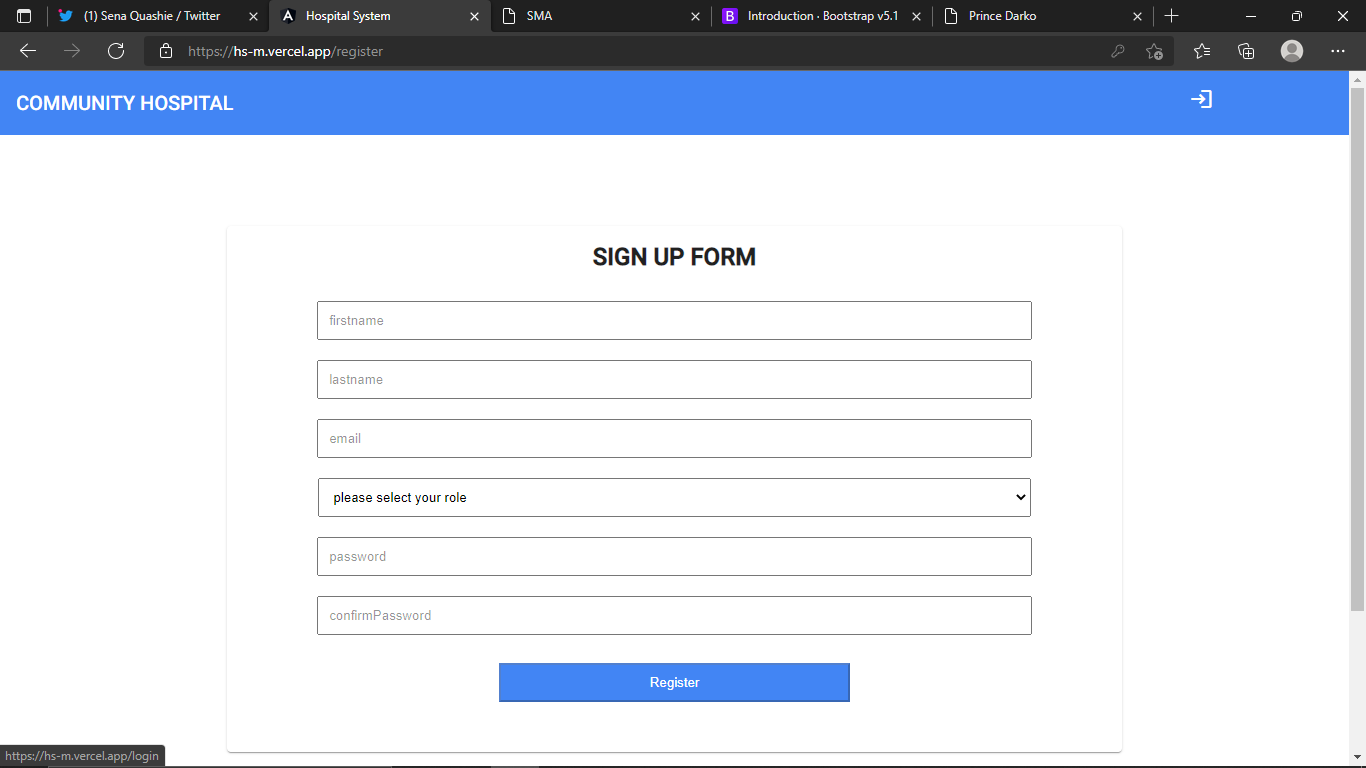 (1) Sena Quashie / Twitter
Hospital System
SMA
B Introduction · Bootstrap v5.1
Prince Darko
https://hs-m.vercel.app/register
COMMUNITY HOSPITAL
SIGN UP FORM
firstname
lastname
email
please select your role
password
confirmPassword
Register
https://hs-m.vercel.app/login